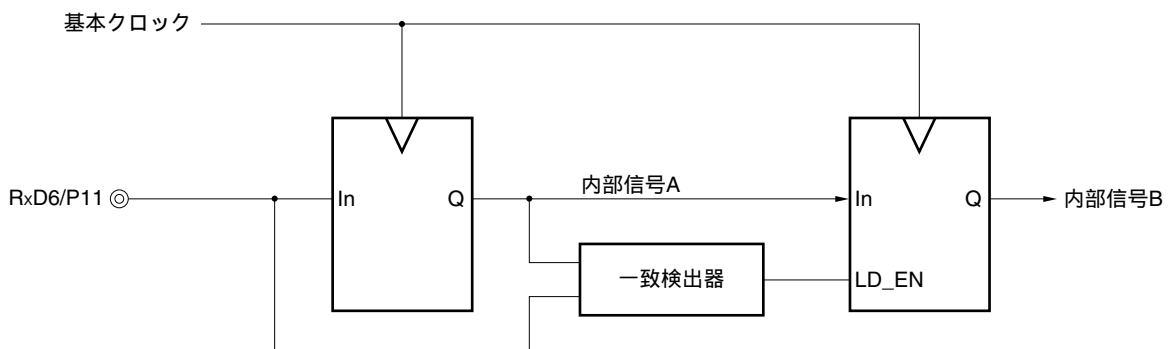 基本クロック
RxD6/P11
In
Q
内部信号A
In
Q
内部信号B
一致検出器
LD_EN